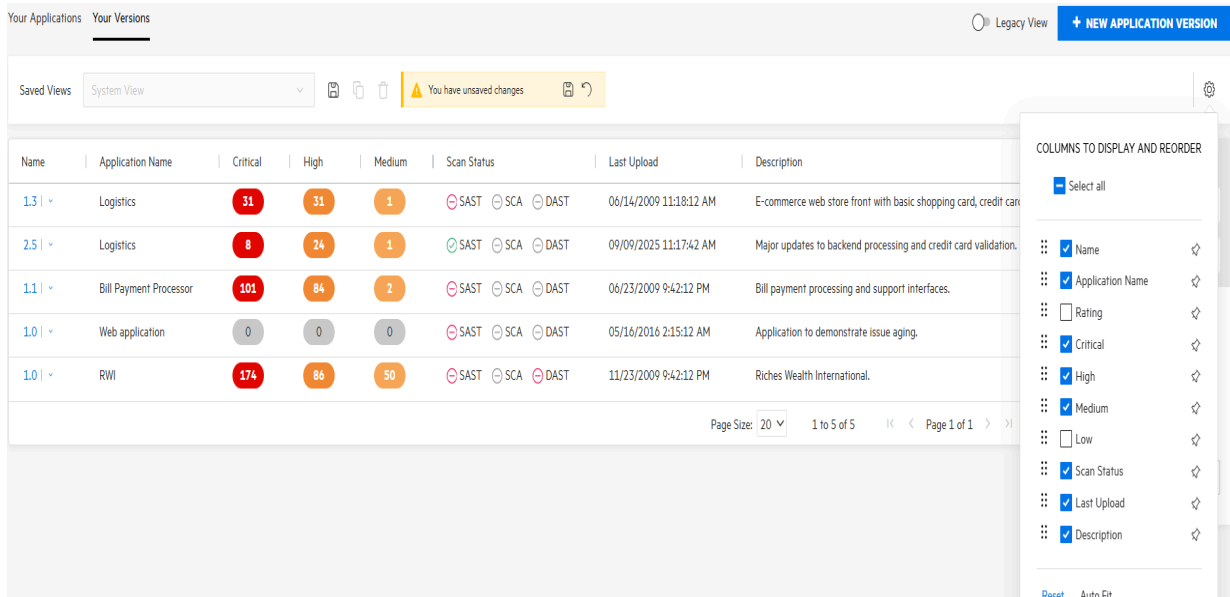 Your Applications Your Versions Legacy View + NEW APPLICATION VERSION
Saved Views System View You have unsaved changes
COLUMNS TO DISPLAY AND REORDER
Select all
Name Application Name Critical High Medium Scan Status Last Upload Description
1.3 Logistics 31 31 1 SAST SCA DAST 06/14/2009 11:18:12 AM E-commerce web store front with basic shopping card, credit card
2.5 Logistics 8 24 1 SAST SCA DAST 09/09/2025 11:17:42 AM Major updates to backend processing and credit card validation.
1.1 Bill Payment Processor 101 84 2 SAST SCA DAST 06/23/2009 9:42:12 PM Bill payment processing and support interfaces.
1.0 Web application 0 0 0 SAST SCA DAST 05/16/2016 2:15:12 AM Application to demonstrate issue aging.
1.0 RWI 174 86 50 SAST SCA DAST 11/23/2009 9:42:12 PM Riches Wealth International.
Page Size: 20 1 to 5 of 5 Page 1 of 1
Name
Application Name
Rating
Critical
High
Medium
Low
Scan Status
Last Upload
Description
Reset Auto Fit